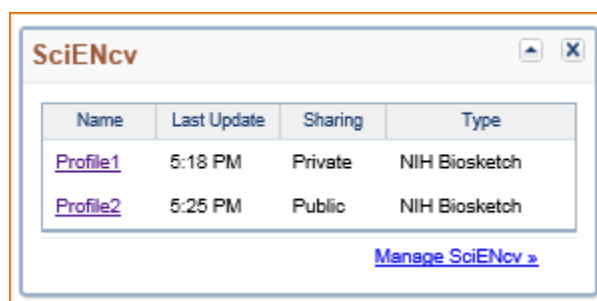 SciENcv
Name Last Update Sharing Type
Profile1 5:18 PM Private NIH Biosketch
Profile2 5:25 PM Public NIH Biosketch
Manage SciENcv »